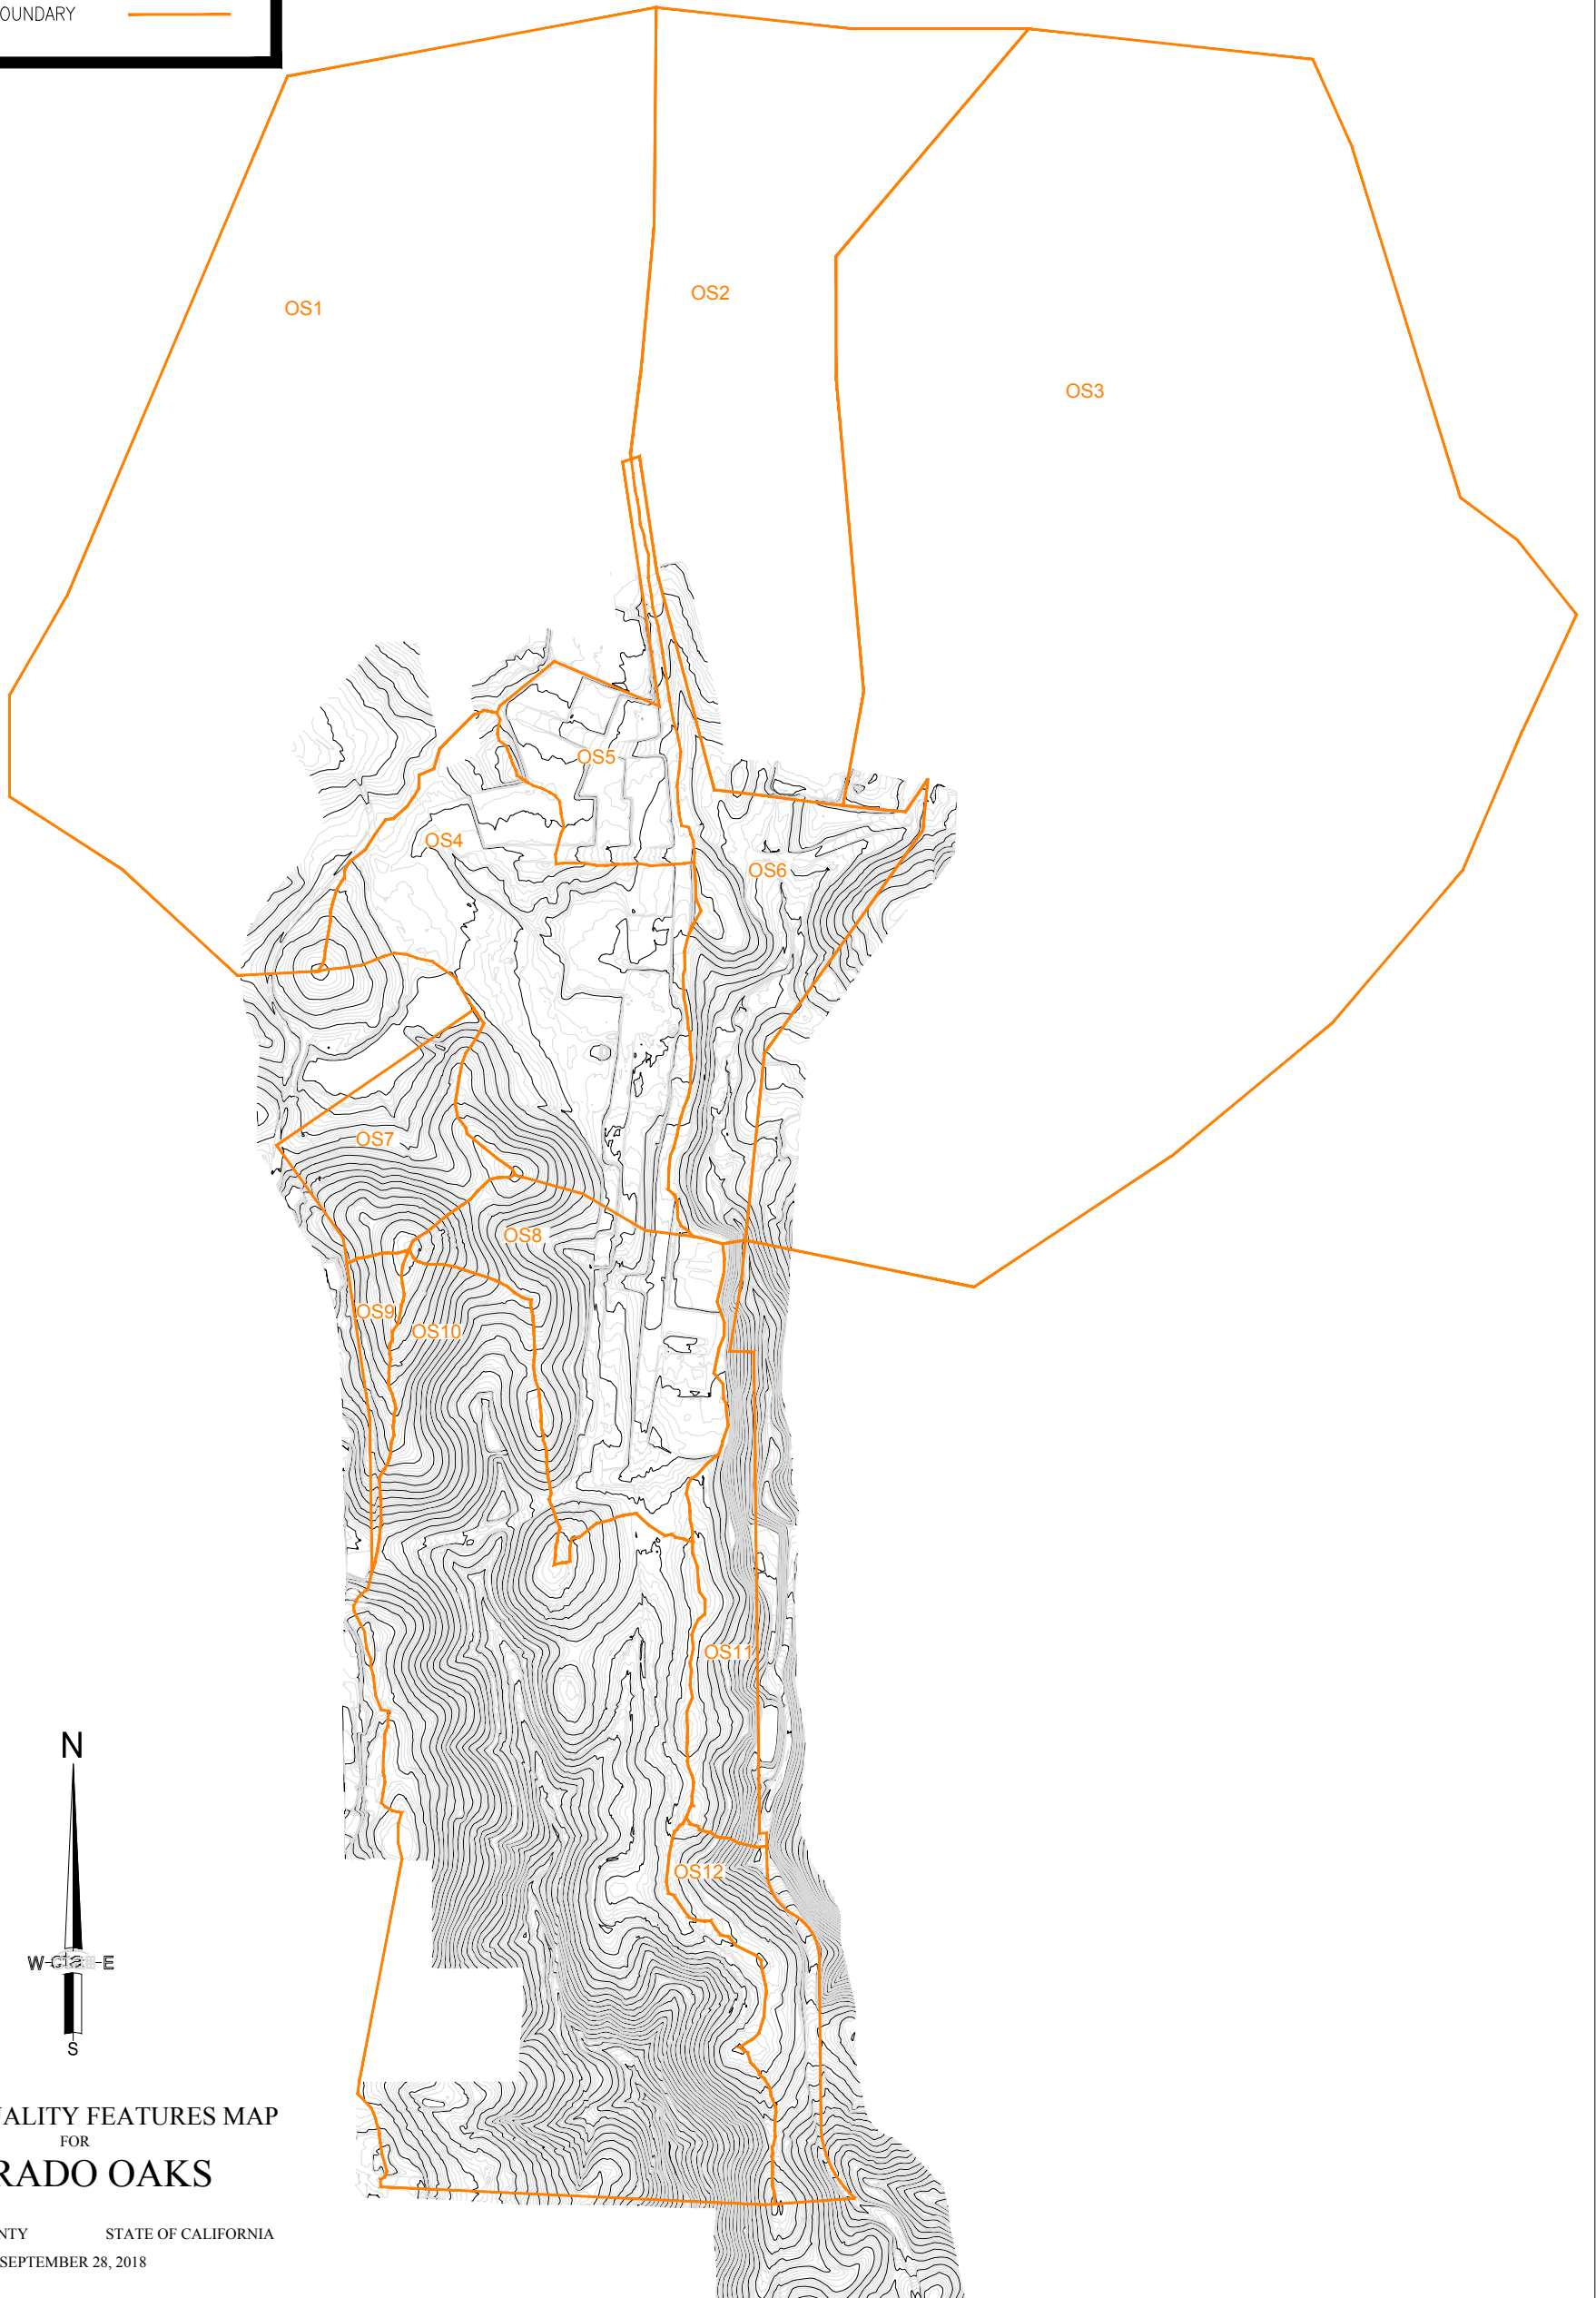 OUNDARY
OS1
OS2
OS3
OS5
OS4
OS6
OS7
OS8
OS9
OS10
OS11
OS12
N
W E
S
UALITY FEATURES MAP
FOR
RADO OAKS
NTY STATE OF CALIFORNIA
SEPTEMBER 28, 2018